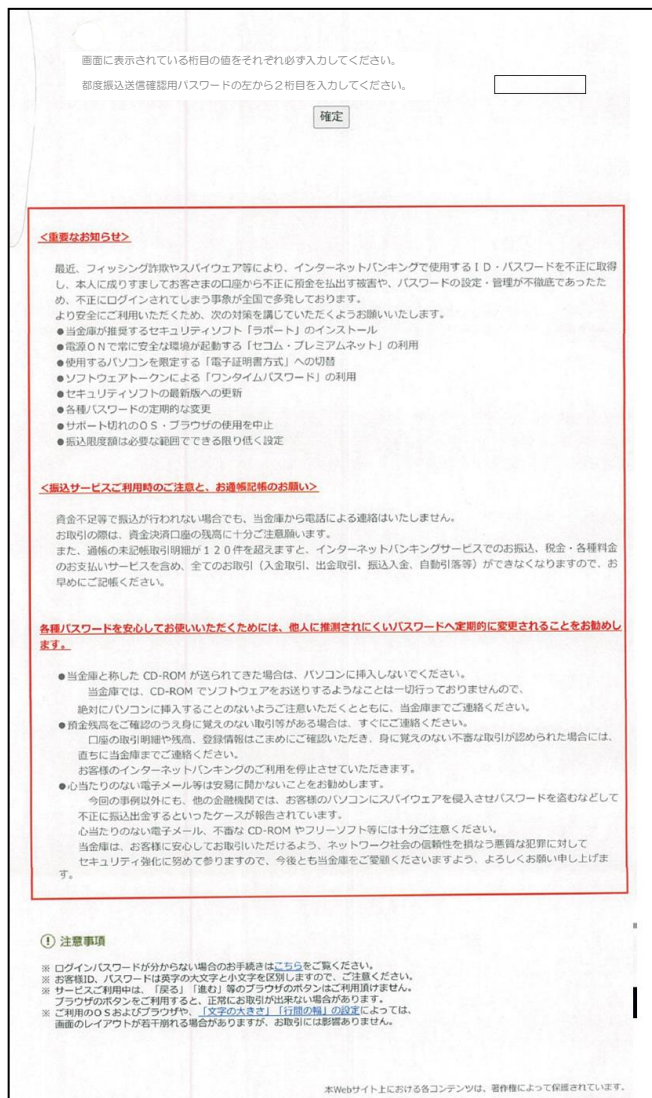 画面に表示されている桁目の値をそれぞれ必ず入力してください。
都度振込送信確認用パスワードの左から2桁目を入力してください。
確定
<重要なお知らせ>
最近、フィッシング詐欺やスパイウェア等により、インターネットバンキングで使用するＩＤ・パスワードを不正に取得
し、本人に成りすましてお客さまの口座から不正に預金を払出す被害や、パスワードの設定・管理が不徹底であったた
め、不正にログインされてしまう事象が全国で多発しております。
より安全にご利用いただくため、次の対策を講じていただくようお願いいたします。
●当金庫が推奨するセキュリティソフト「ラポート」のインストール
●電源ＯＮで常に安全な環境が起動する「セコム・プレミアムネット」の利用
●使用するパソコンを限定する「電子証明書方式」への切替
●ソフトウェアトークンによる「ワンタイムパスワード」の利用
●セキュリティソフトの最新版への更新
●各種パスワードの定期的な変更
●サポート切れのＯＳ・ブラウザの使用を中止
●振込限度額は必要な範囲でできる限り低く設定
<振込サービスご利用時のご注意と、お通帳記帳のお願い>
資金不足等で振込が行われない場合でも、当金庫から電話による連絡はいたしません。
お取引の際は、資金決済口座の残高に十分ご注意願います。
また、通帳の未記帳取引明細が１２０件を超えますと、インターネットバンキングサービスでのお振込、税金・各種料金
のお支払いサービスを含め、全てのお取引（入金取引、出金取引、振込入金、自動引落等）ができなくなりますので、お
早めにご記帳ください。
各種パスワードを安心してお使いいただくためには、他人に推測されにくいパスワードへ定期的に変更されることをお勧めし
ます。
●当金庫と称した CD-ROM が送られてきた場合は、パソコンに挿入しないでください。
当金庫では、CD-ROM でソフトウェアをお送りするようなことは一切行っておりませんので、
絶対にパソコンに挿入することのないようご注意いただくとともに、当金庫までご連絡ください。
●預金残高をご確認のうえ身に覚えのない取引等がある場合は、すぐにご連絡ください。
口座の取引明細や残高、登録情報はこまめにご確認いただき、身に覚えのない不審な取引が認められた場合には、
直ちに当金庫までご連絡ください。
お客様のインターネットバンキングのご利用を停止させていただきます。
●心当たりのない電子メール等は安易に開かないことをお勧めします。
今回の事例以外にも、他の金融機関では、お客様のパソコンにスパイウェアを侵入させパスワードを盗むなどして
不正に振込出金するといったケースが報告されています。
心当たりのない電子メール、不審な CD-ROM やフリーソフト等には十分ご注意ください。
当金庫は、お客様に安心してお取引いただけるよう、ネットワーク社会の信頼性を損なう悪質な犯罪に対して
セキュリティ強化に努めて参りますので、今後とも当金庫をご愛顧くださいますよう、よろしくお願い申し上げま
す。
注意事項
※ ログインパスワードが分からない場合のお手続きはこちらをご覧ください。
※ お客様ID、パスワードは英字の大文字と小文字を区別しますので、ご注意ください。
※ サービスご利用中は、「戻る」「進む」等のブラウザのボタンはご利用頂けません。
ブラウザのボタンをご利用すると、正常にお取引が出来ない場合があります。
※ ご利用のＯＳおよびブラウザや、「文字の大きさ」「行間の幅」の設定によっては、
画面のレイアウトが若干崩れる場合がありますが、お取引には影響ありません。
本Webサイト上における各コンテンツは、著作権によって保護されています。